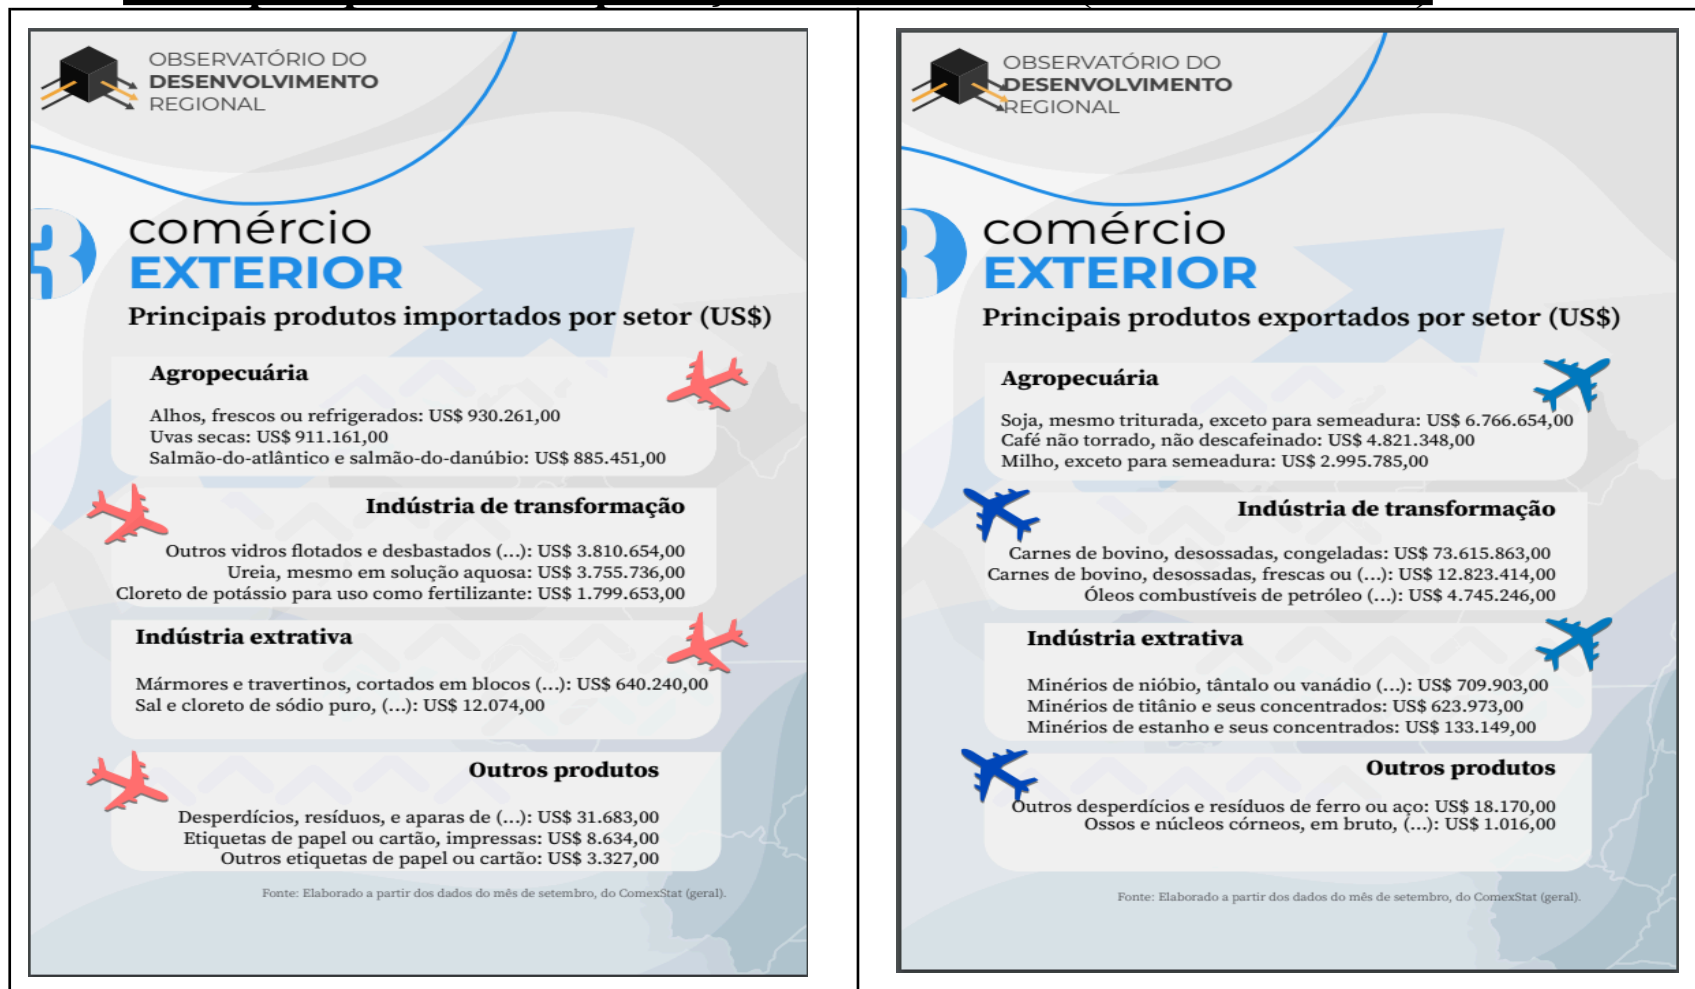 OBSERVATÓRIO DO
DESENVOLVIMENTO
REGIONAL
3
comércio
EXTERIOR
Principais produtos importados por setor (US$)
Agropecuária
Alhos, frescos ou refrigerados: US$ 930.261,00
Uvas secas: US$ 911.161,00
Salmão-do-atlântico e salmão-do-danúbio: US$ 885.451,00
Indústria de transformação
Outros vidros flotados e desbastados (...): US$ 3.810.654,00
Ureia, mesmo em solução aquosa: US$ 3.755.736,00
Cloreto de potássio para uso como fertilizante: US$ 1.799.653,00
Indústria extrativa
Mármores e travertinos, cortados em blocos (...): US$ 640.240,00
Sal e cloreto de sódio puro, (...): US$ 12.074,00
Outros produtos
Desperdícios, resíduos, e aparas de (...): US$ 31.683,00
Etiquetas de papel ou cartão, impressas: US$ 8.634,00
Outros etiquetas de papel ou cartão: US$ 3.327,00
Fonte: Elaborado a partir dos dados do mês de setembro, do ComexStat (geral).
OBSERVATÓRIO DO
DESENVOLVIMENTO
REGIONAL
3
comércio
EXTERIOR
Principais produtos exportados por setor (US$)
Agropecuária
Soja, mesmo triturada, exceto para semeadura: US$ 6.766.654,00
Café não torrado, não descafeinado: US$ 4.821.348,00
Milho, exceto para semeadura: US$ 2.995.785,00
Indústria de transformação
Carnes de bovino, desossadas, congeladas: US$ 73.615.863,00
Carnes de bovino, desossadas, frescas ou (...): US$ 12.823.414,00
Óleos combustíveis de petróleo (...): US$ 4.745.246,00
Indústria extrativa
Minérios de nióbio, tântalo ou vanádio (...): US$ 709.903,00
Minérios de titânio e seus concentrados: US$ 623.973,00
Minérios de estanho e seus concentrados: US$ 133.149,00
Outros produtos
Outros desperdícios e resíduos de ferro ou aço: US$ 18.170,00
Ossos e núcleos córneos, em bruto, (...): US$ 1.016,00
Fonte: Elaborado a partir dos dados do mês de setembro, do ComexStat (geral).